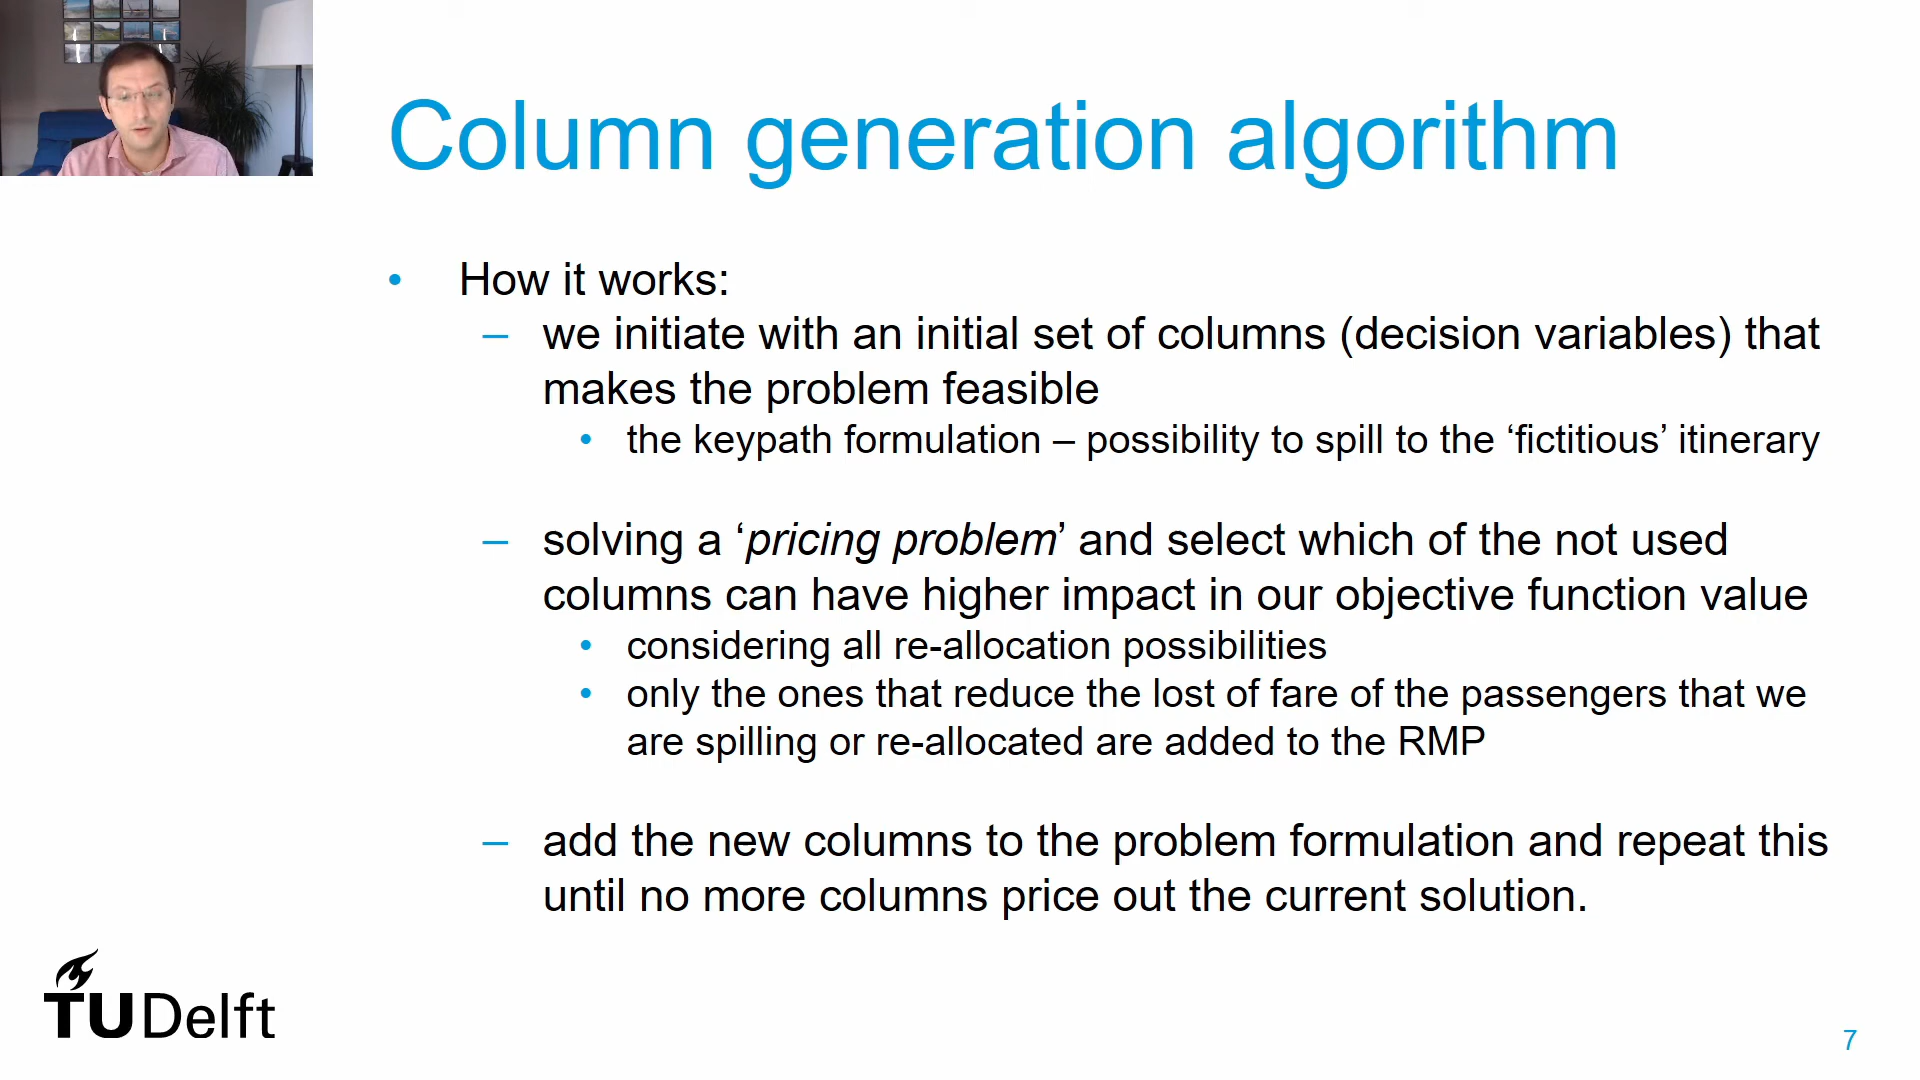 Column generation algorithm
• How it works:
– we initiate with an initial set of columns (decision variables) that
makes the problem feasible
• the keypath formulation – possibility to spill to the ‘fictitious’ itinerary
– solving a ‘pricing problem’ and select which of the not used
columns can have higher impact in our objective function value
• considering all re-allocation possibilities
• only the ones that reduce the lost of fare of the passengers that we
are spilling or re-allocated are added to the RMP
– add the new columns to the problem formulation and repeat this
until no more columns price out the current solution.
TU Delft
7